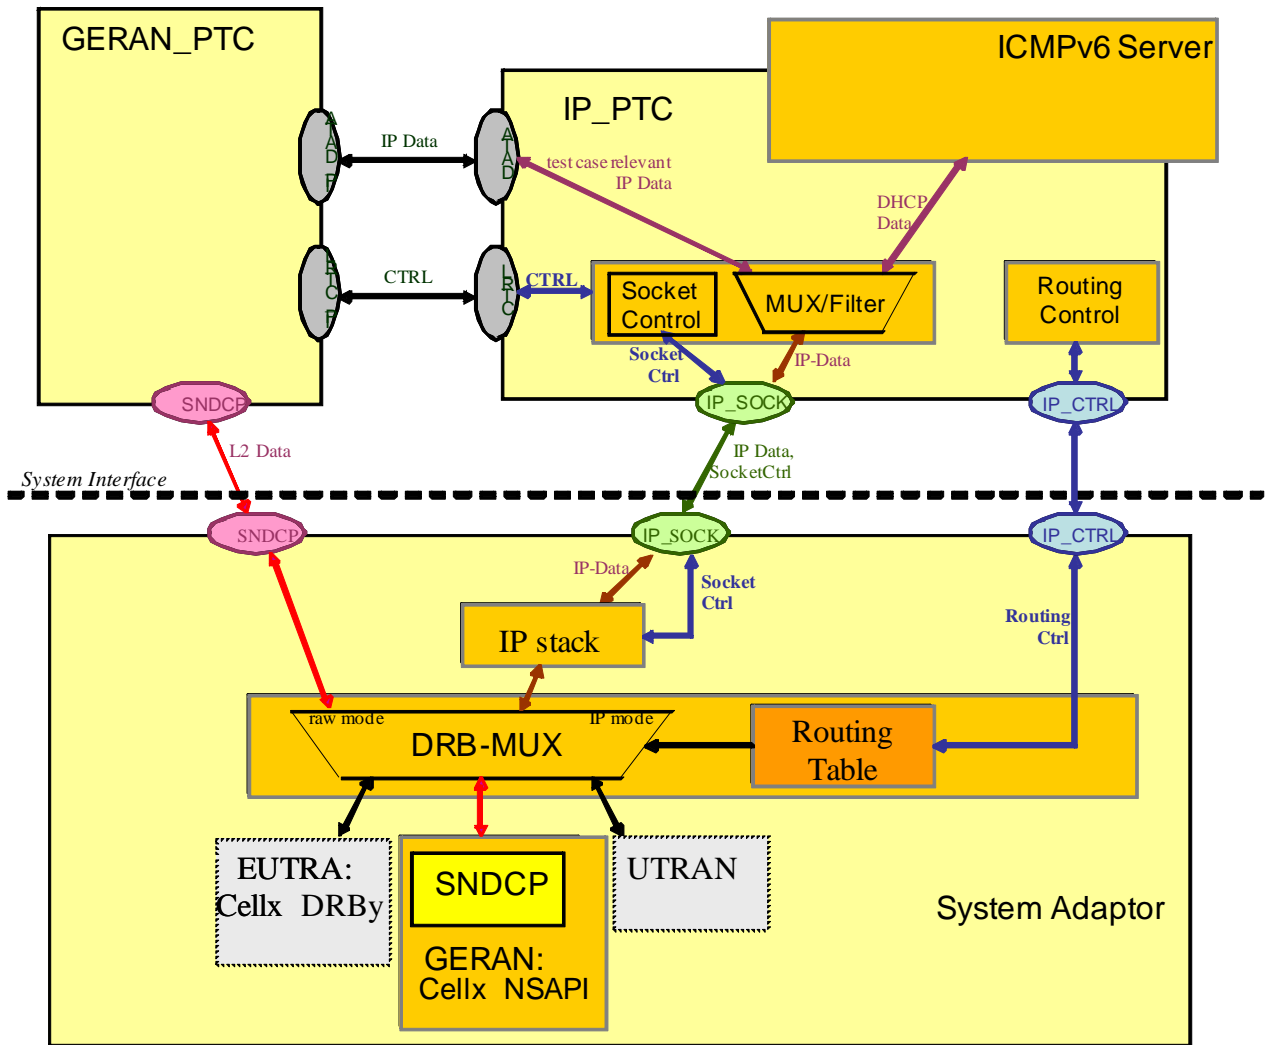 GERAN_PTC
ICMPv6 Server
IP_PTC
IP Data
test case relevant
IP Data
DHCP
Data
CTRL
CTRL
Socket
Control
MUX/Filter
Routing
Control
Socket
Ctrl
IP-Data
SNDCP
IP_SOCK
IP_CTRL
L2 Data
IP Data,
SocketCtrl
System Interface
SNDCP
IP_SOCK
IP_CTRL
IP-Data
Socket
Ctrl
IP stack
Routing
Ctrl
raw mode
IP mode
DRB-MUX
Routing
Table
EUTRA:
Cellx DRBy
SNDCP
GERAN:
Cellx NSAPI
UTRAN
System Adaptor